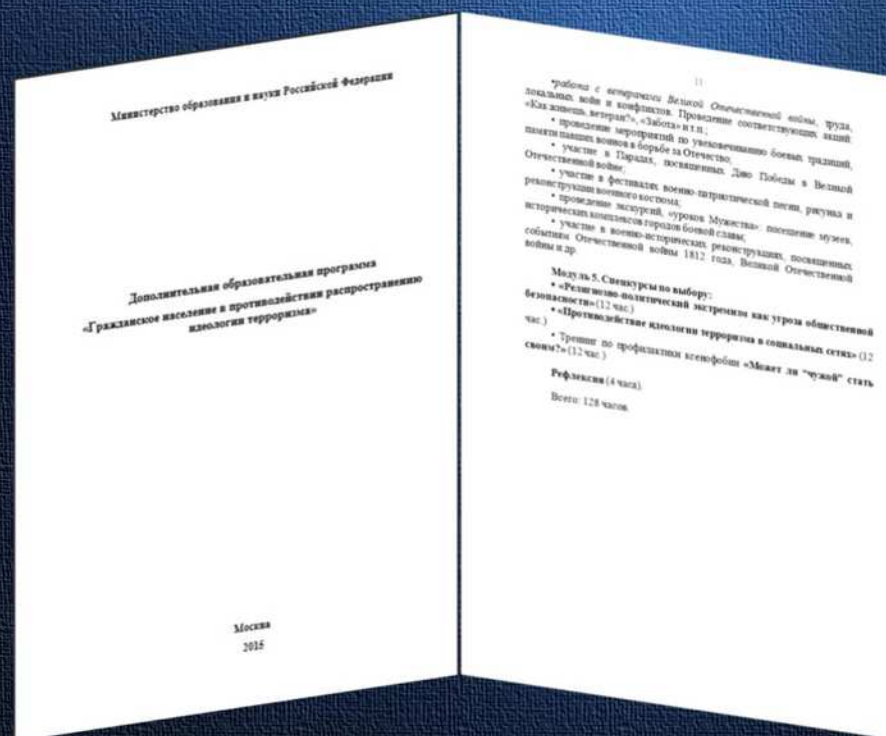 Министерство образования и науки Российской Федерации
Дополнительная образовательная программа
«Гражданское население в противодействии распространению
идеологии терроризма»
Москва
2016
11
•работа с ветеранами Великой Отечественной войны, труда,
локальных войн и конфликтов. Проведение соответствующих акций:
«Как живешь, ветеран?», «Забота» и т.п.;
• проведение мероприятий по увековечиванию боевых традиций,
памяти павших воинов в борьбе за Отечество;
• участие в Парадах, посвященных Дню Победы в Великой
Отечественной войне;
• участие в фестивалях военно-патриотической песни, рисунка и
реконструкции военного костюма;
• проведение экскурсий, «уроков Мужества»: посещение музеев,
исторических комплексов городов боевой славы;
• участие в военно-исторических реконструкциях, посвященных
событиям Отечественной войны 1812 года, Великой Отечественной
войны и др.
Модуль 5. Спецкурсы по выбору:
• «Религиозно-политический экстремизм как угроза общественной
безопасности» (12 час.)
• «Противодействие идеологии терроризма в социальных сетях» (12
час.)
• Тренинг по профилактики ксенофобии «Может ли "чужой" стать
своим?» (12 час.)
Рефлексия (4 часа).
Всего: 128 часов.